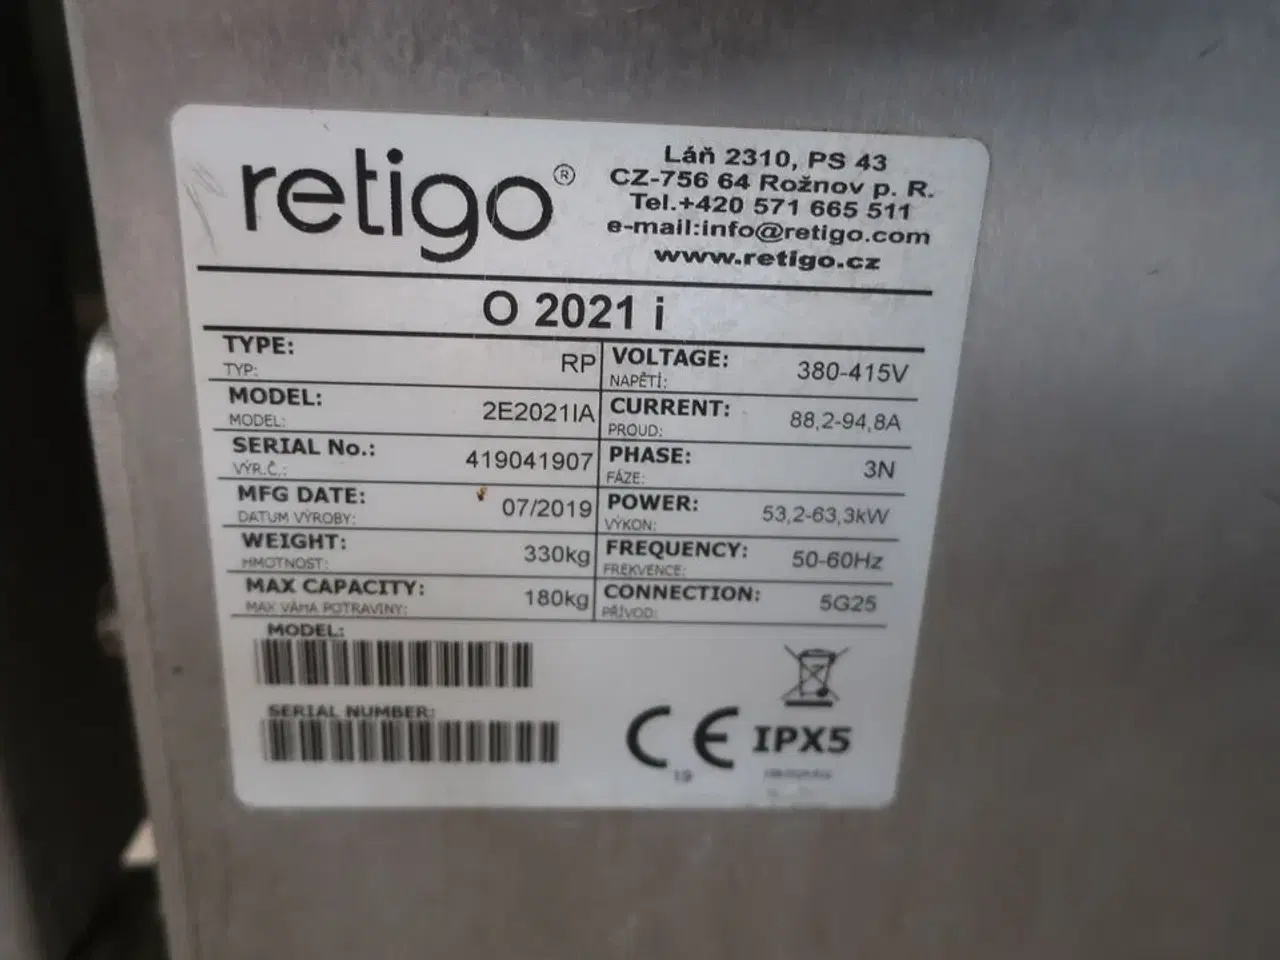 retigo®
Láň 2310, PS 43
CZ-756 64 Rožnov p. R.
Tel.+420 571 665 511
e-mail:info@retigo.com
www.retigo.cz
O 2021 i
TYPE: RP
TYP:
MODEL: 2E2021IA
MODEL:
SERIAL No.: 419041907
VÝR.Č.:
MFG DATE: 07/2019
DATUM VÝROBY:
WEIGHT: 330kg
HMOTNOST:
MAX CAPACITY: 180kg
MAX VÁHA POTRAVINY:
VOLTAGE: 380-415V
NAPĚTÍ:
CURRENT: 88,2-94,8A
PROUD:
PHASE: 3N
FÁZE:
POWER: 53,2-63,3kW
VÝKON:
FREQUENCY: 50-60Hz
FREKVENCE:
CONNECTION: 5G25
PŘÍVOD:
MODEL:
SERIAL NUMBER:
CE IPX5
19